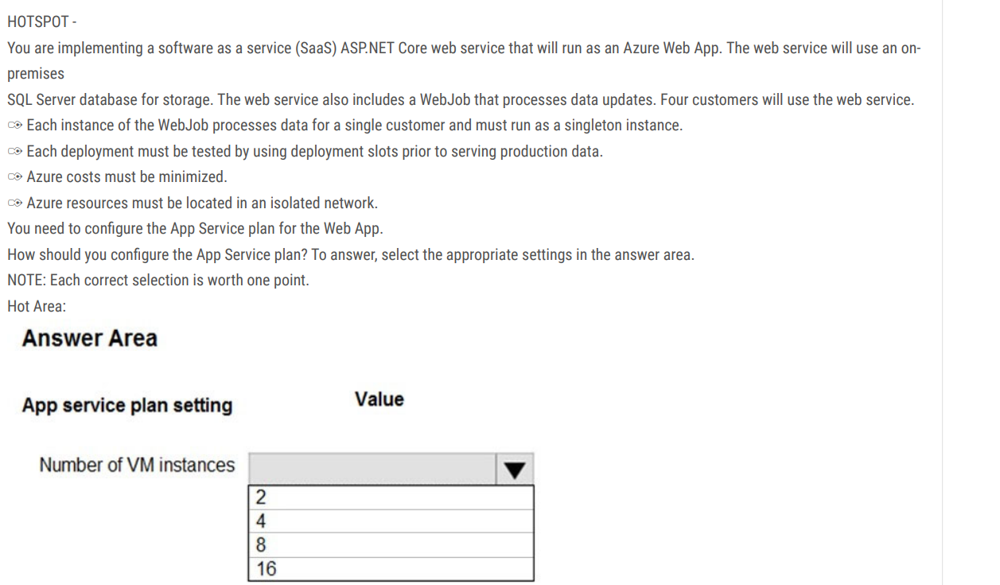 HOTSPOT -
You are implementing a software as a service (SaaS) ASP.NET Core web service that will run as an Azure Web App. The web service will use an on-
premises
SQL Server database for storage. The web service also includes a WebJob that processes data updates. Four customers will use the web service.
Each instance of the WebJob processes data for a single customer and must run as a singleton instance.
Each deployment must be tested by using deployment slots prior to serving production data.
Azure costs must be minimized.
Azure resources must be located in an isolated network.
You need to configure the App Service plan for the Web App.
How should you configure the App Service plan? To answer, select the appropriate settings in the answer area.
NOTE: Each correct selection is worth one point.
Hot Area:
Answer Area
App service plan setting Value
Number of VM instances
2
4
8
16